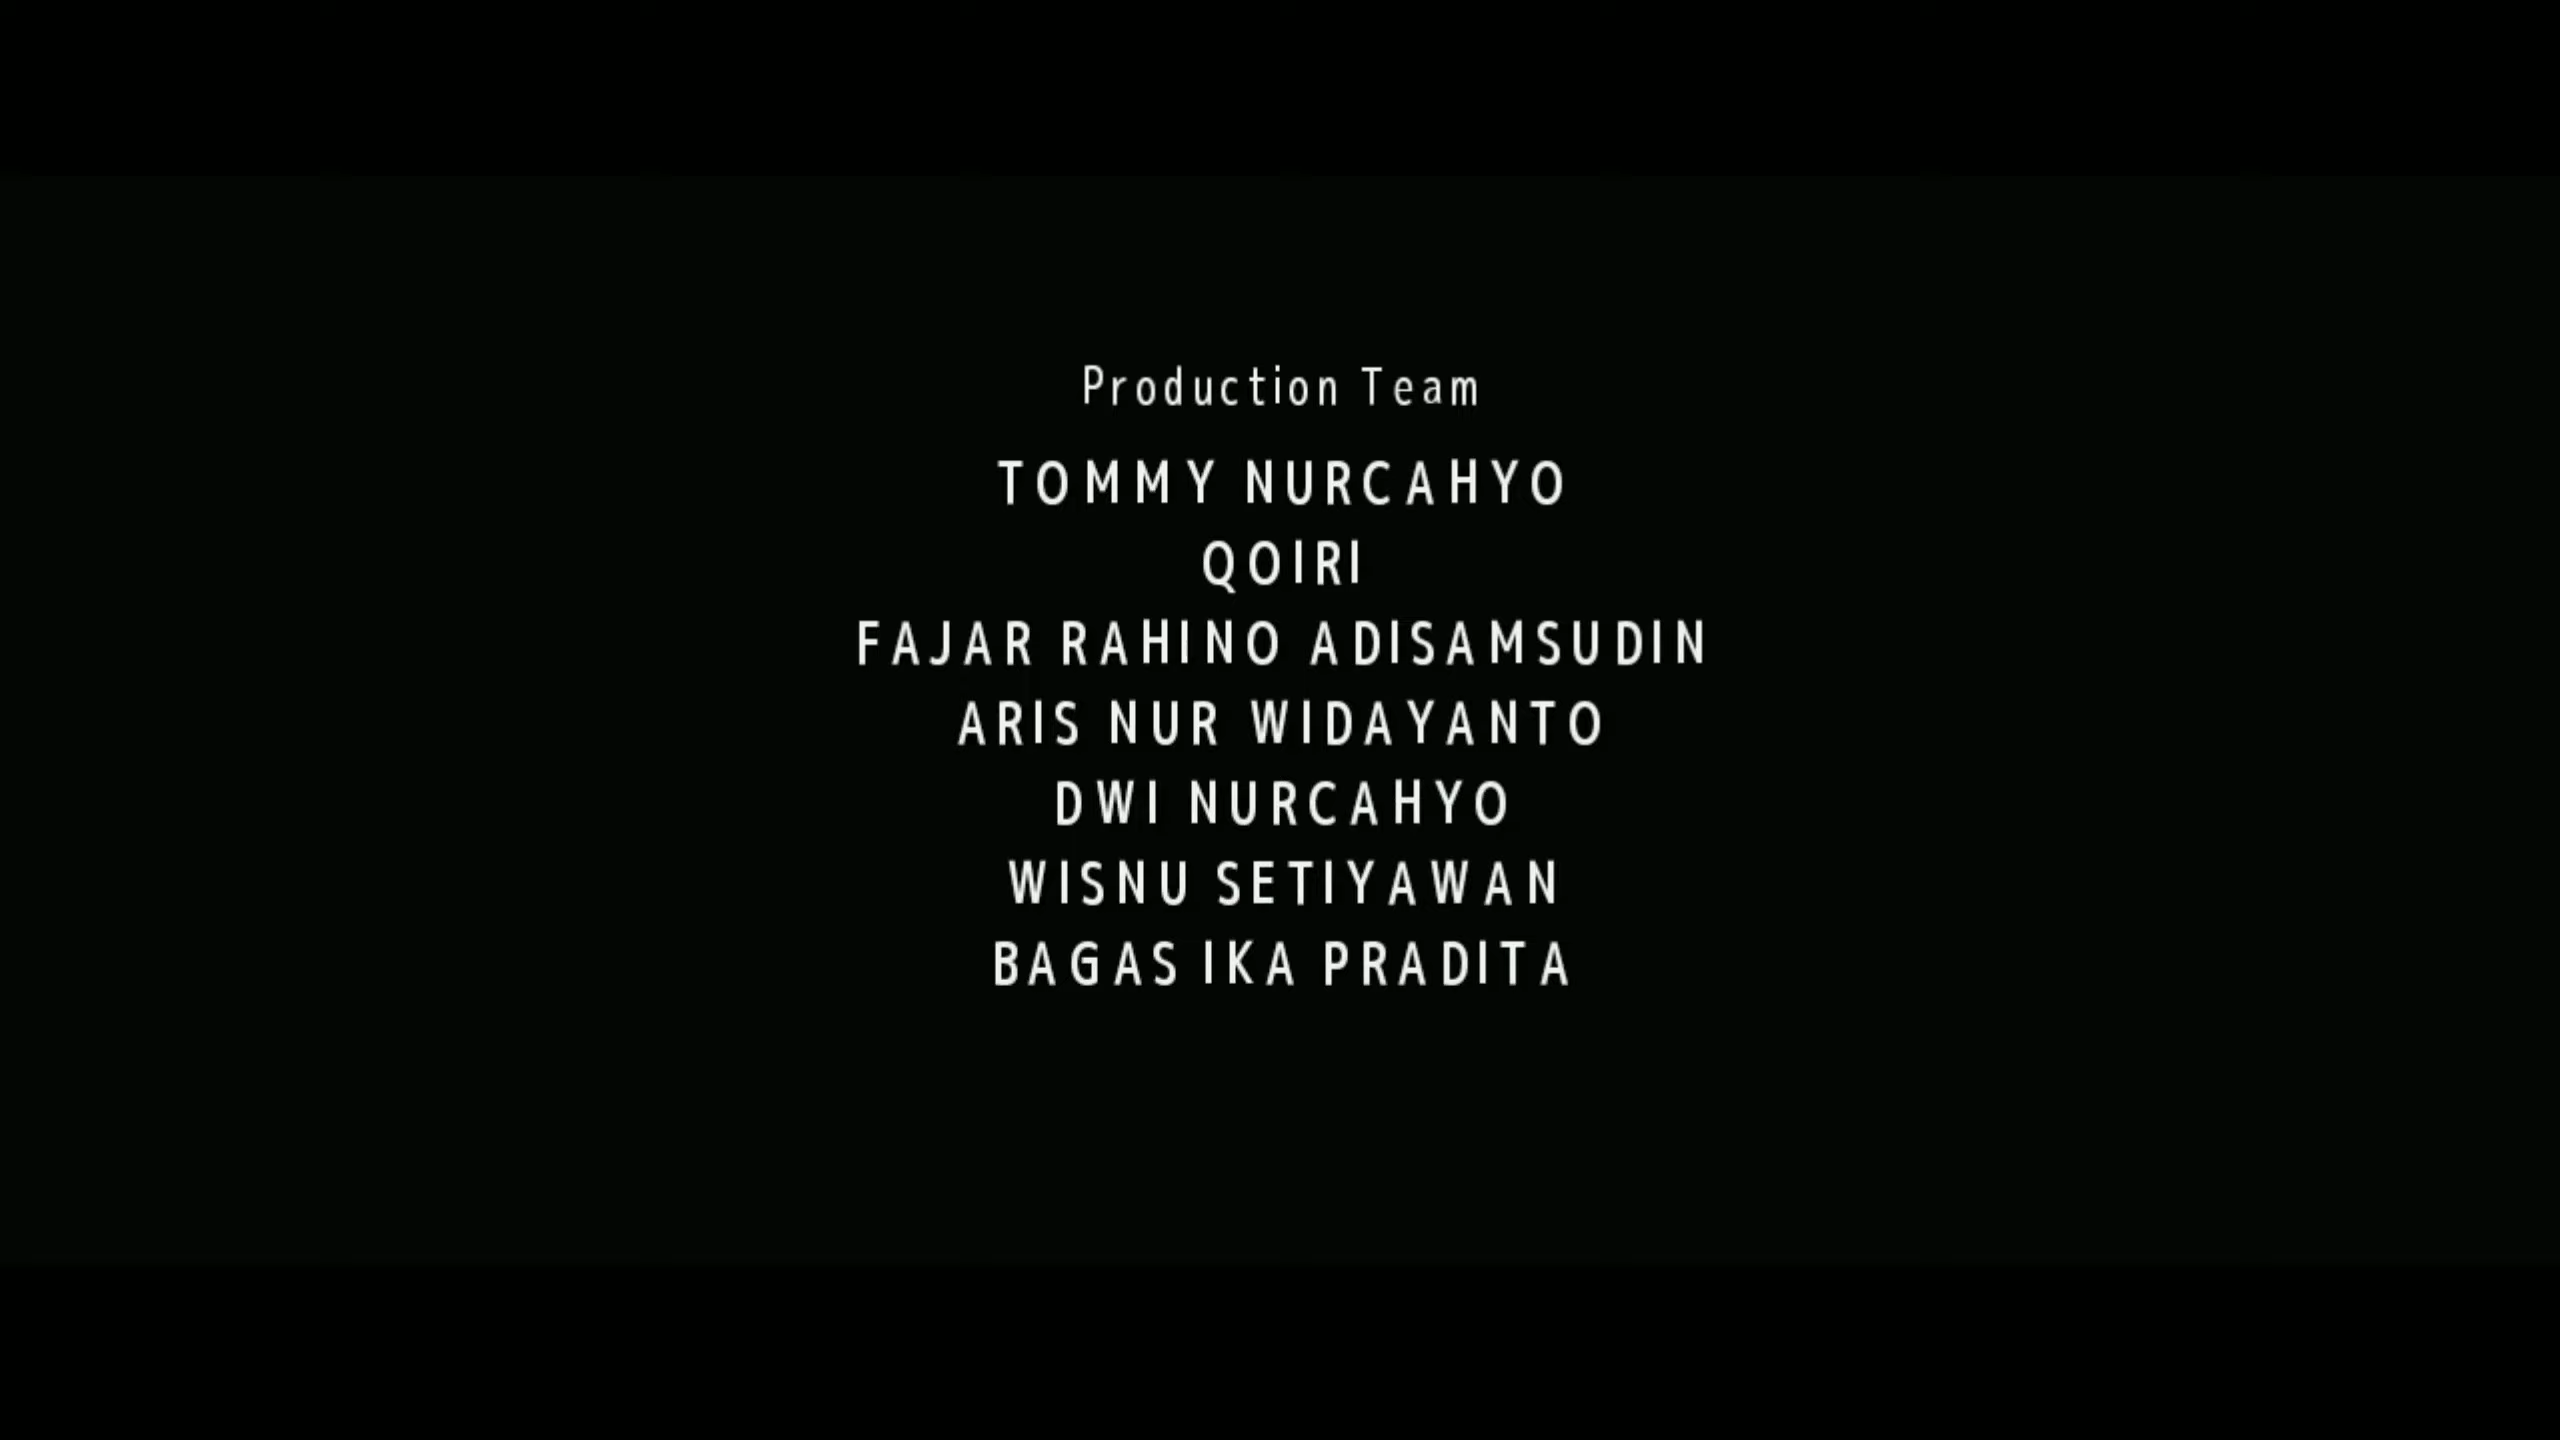 Production Team
TOMMY NURCAHYO
QOIRI
FAJAR RAHINO ADISAMSUDIN
ARIS NUR WIDAYANTO
DWI NURCAHYO
WISNU SETIYAWAN
BAGAS IKA PRADITA